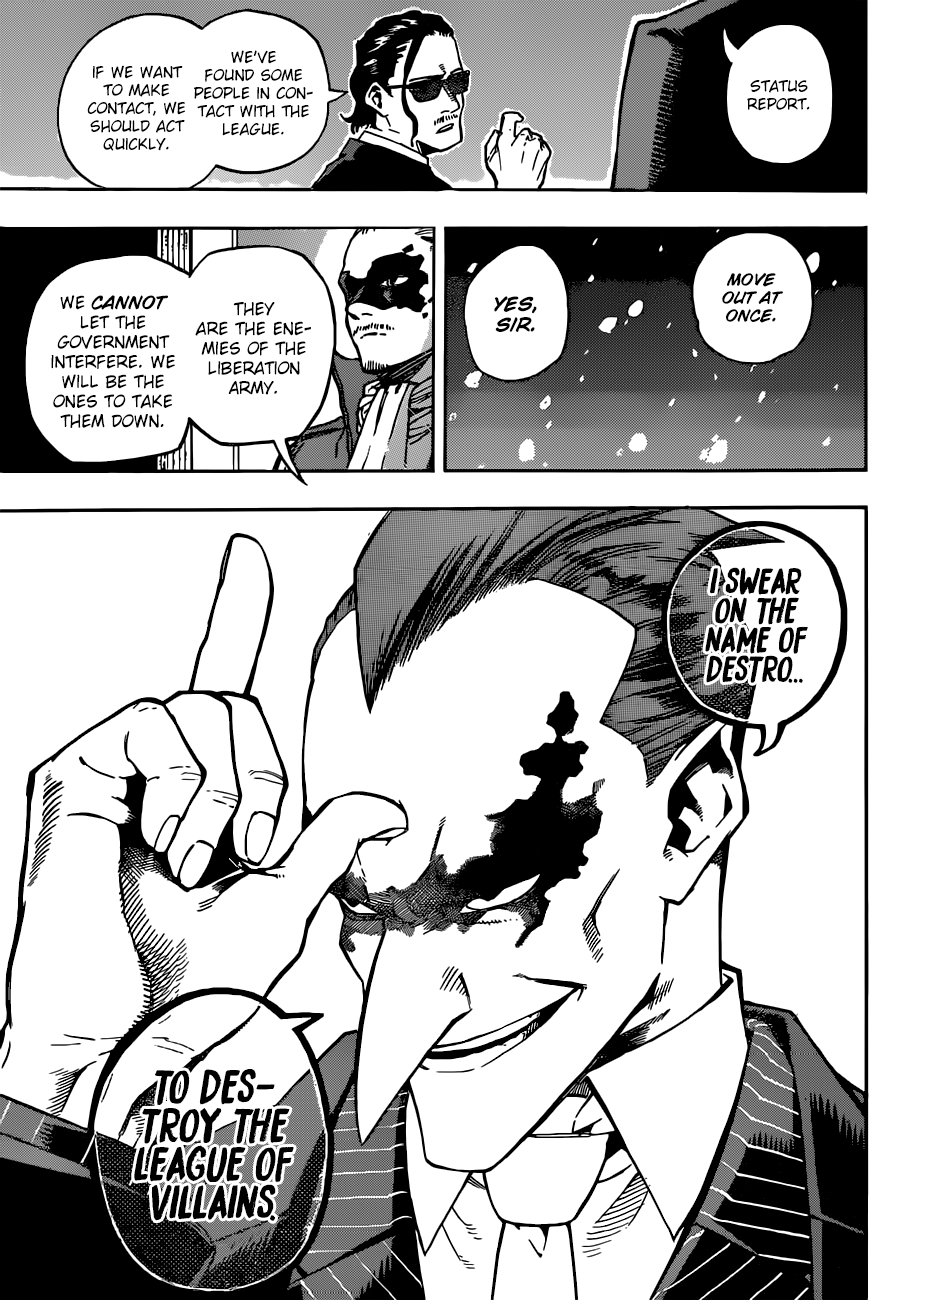 STATUS
REPORT.
WE'VE
FOUND SOME
PEOPLE IN CON-
TACT WITH THE
LEAGUE.
IF WE WANT
TO MAKE
CONTACT, WE
SHOULD ACT
QUICKLY.
MOVE
OUT AT
ONCE.
YES,
SIR.
THEY
ARE THE ENE-
MIES OF THE
LIBERATION
ARMY.
WE CANNOT
LET THE
GOVERNMENT
INTERFERE. WE
WILL BE THE
ONES TO TAKE
THEM DOWN.
I SWEAR
ON THE
NAME OF
DESTRO...
TO DES-
TROY THE
LEAGUE OF
VILLAINS.